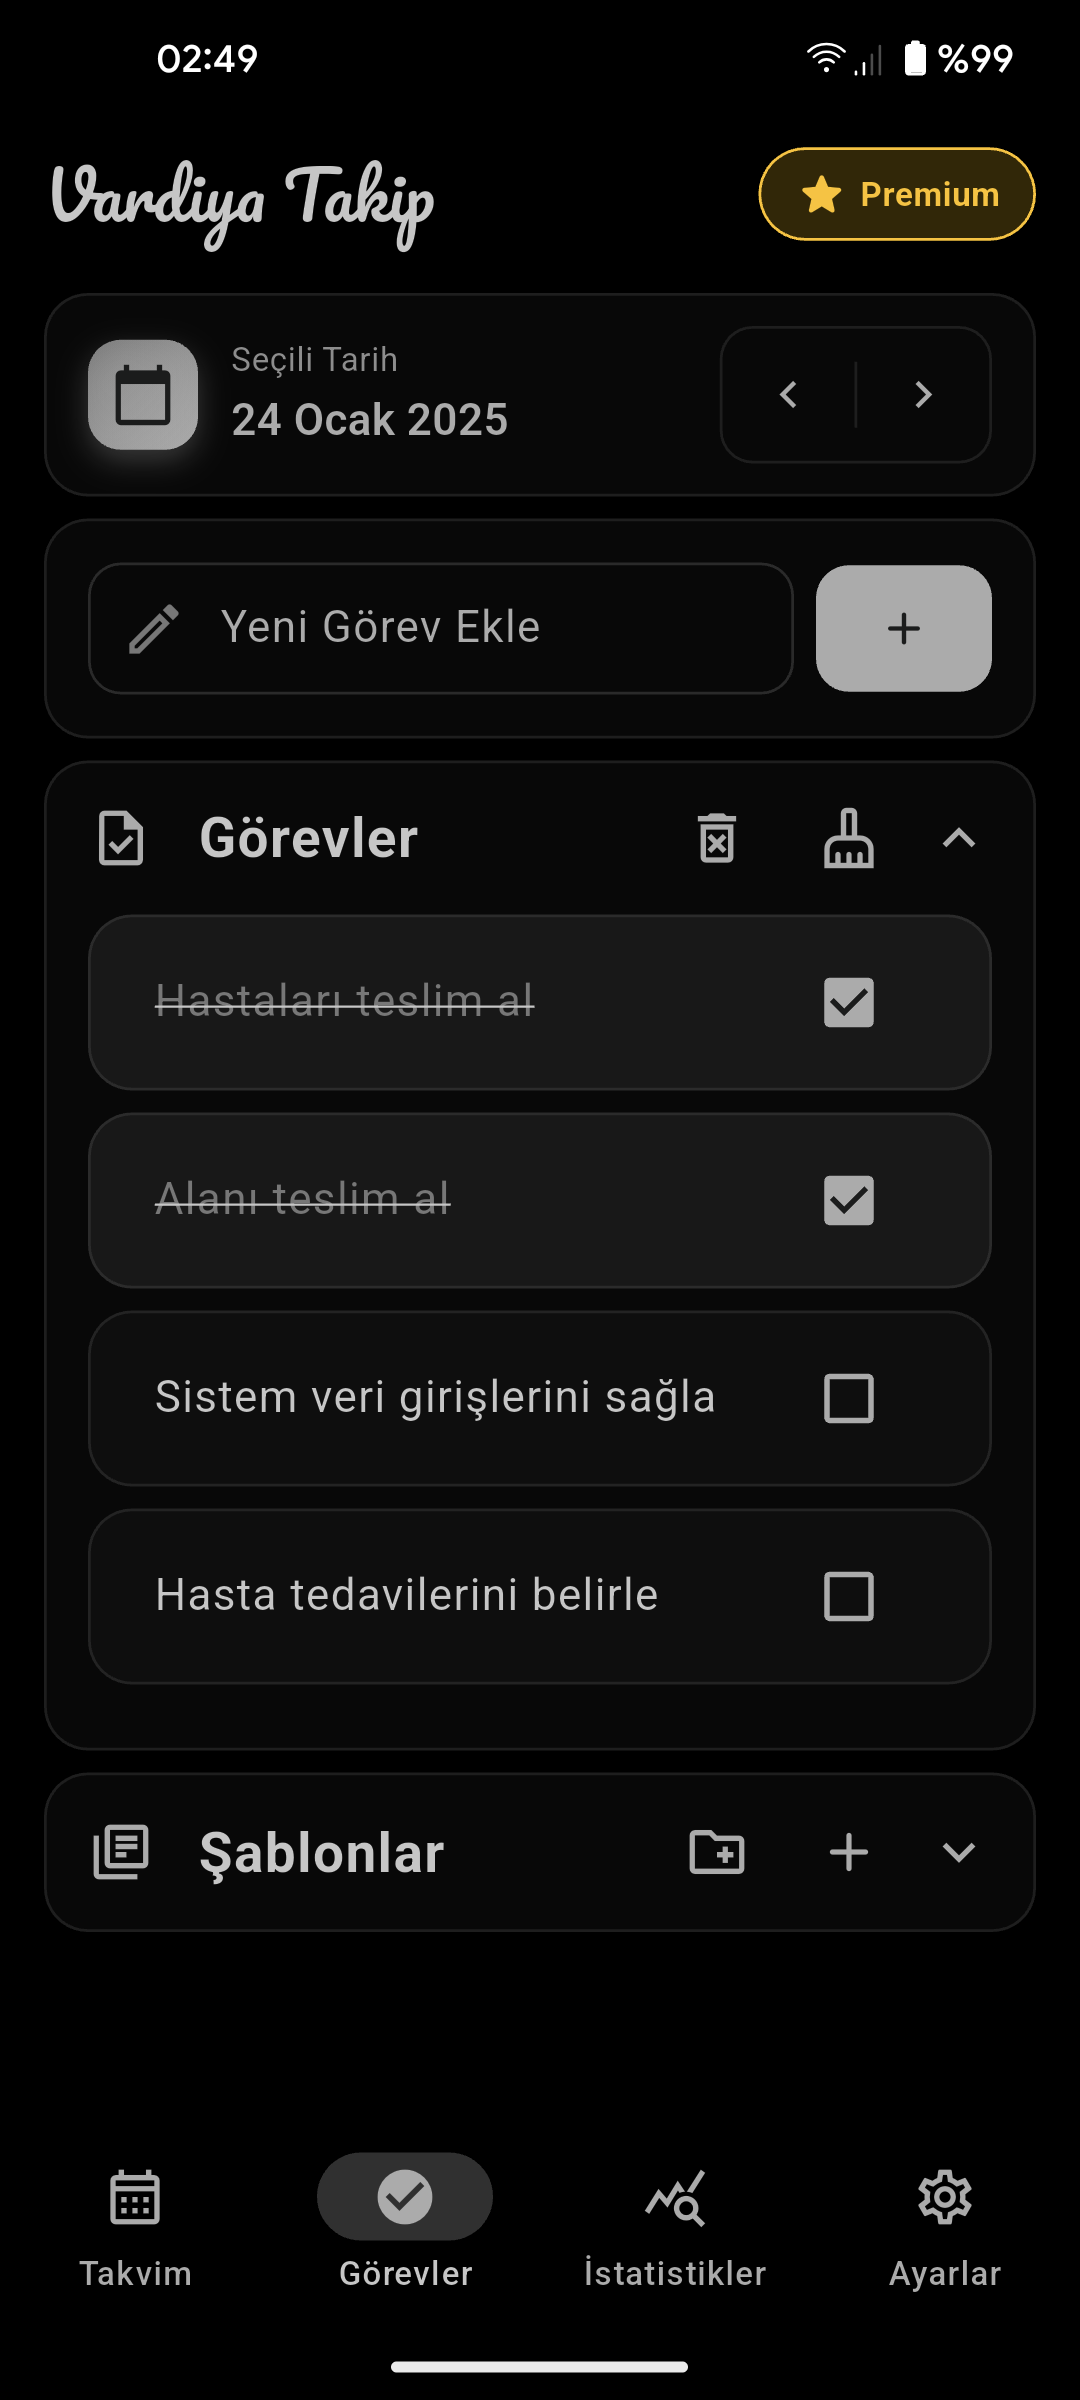 02:49
%99
Vardiya Takip
Premium
Seçili Tarih
24 Ocak 2025
Yeni Görev Ekle
Görevler
Hastaları teslim al
Alanı teslim al
Sistem veri girişlerini sağla
Hasta tedavilerini belirle
Şablonlar
Takvim
Görevler
İstatistikler
Ayarlar